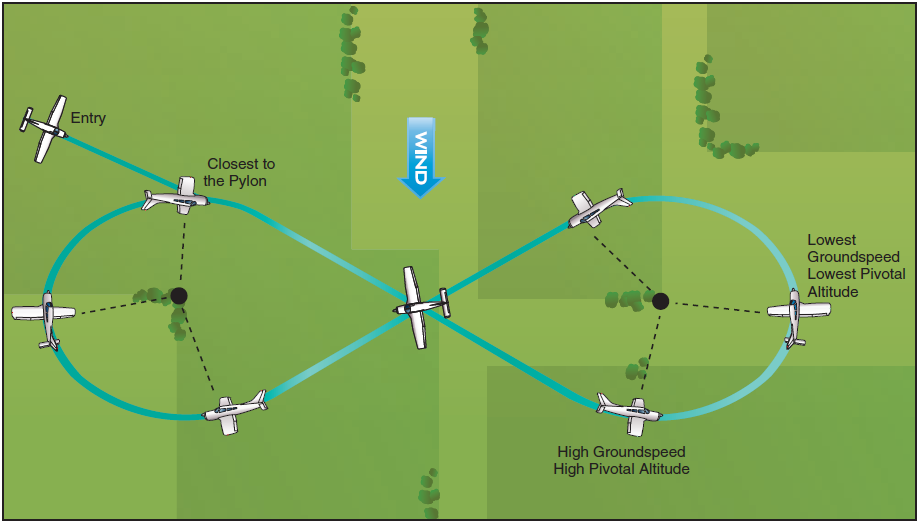 Entry
Closest to
the Pylon
WIND
Lowest
Groundspeed
Lowest Pivotal
Altitude
High Groundspeed
High Pivotal Altitude